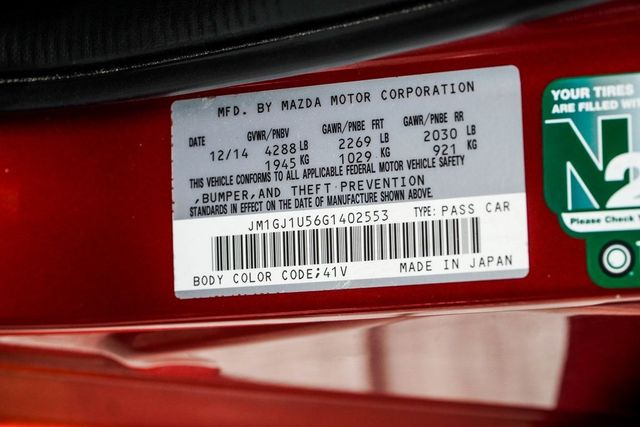 MFD. BY MAZDA MOTOR CORPORATION
DATE GVWR/PNBV GAWR/PNBE FRT GAWR/PNBE RR
12/14 4288 LB 2269 LB 2030 LB
1945 KG 1029 KG 921 KG
THIS VEHICLE CONFORMS TO ALL APPLICABLE FEDERAL MOTOR VEHICLE SAFETY
,BUMPER,AND THEFT PREVENTION
STANDARDS IN EFFECT ON THE DATE OF MANUFACTURE SHOWN ABOVE.
JM1GJ1U56G1402553 TYPE: PASS CAR
BODY COLOR CODE;41V MADE IN JAPAN
YOUR TIRES
ARE FILLED WITH
N2
Please Check